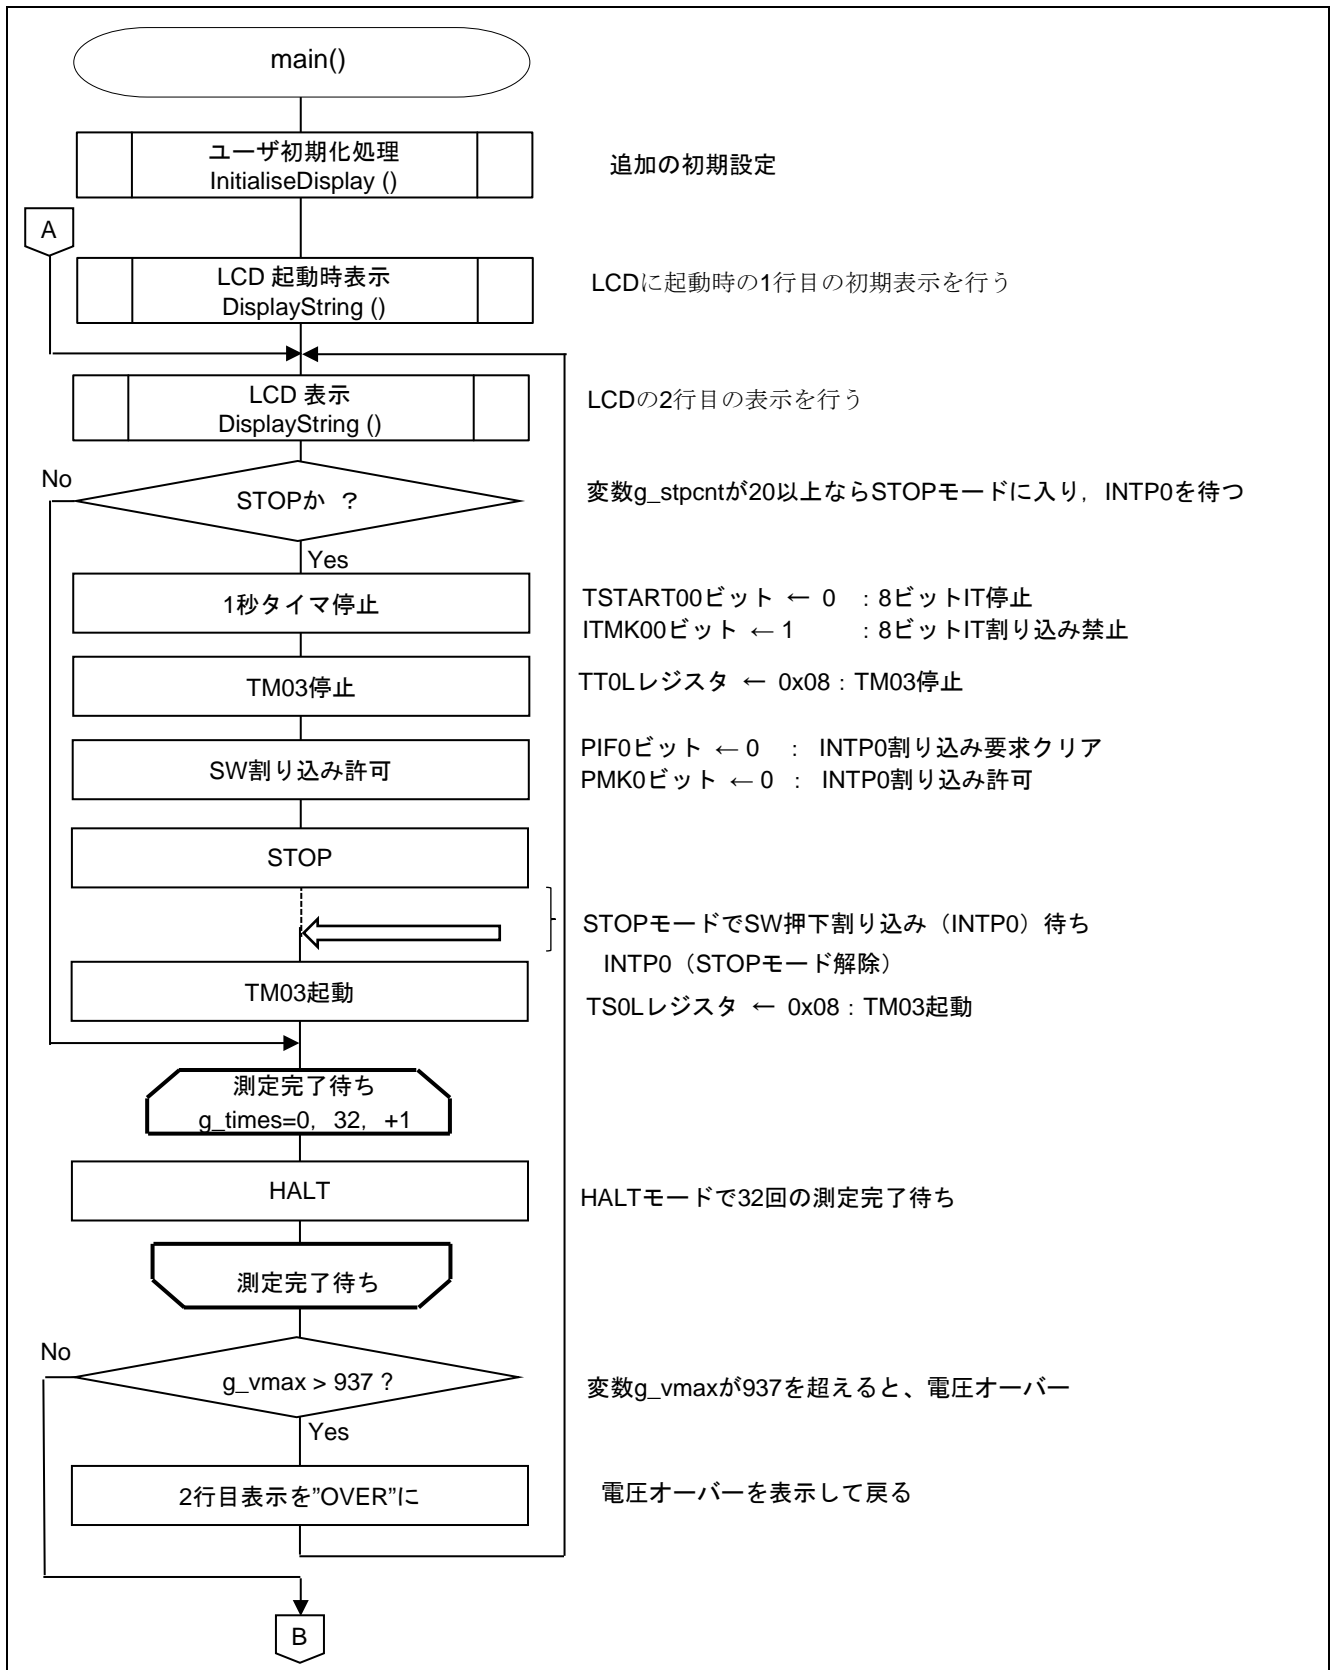 main()
ユーザ初期化処理
InitialiseDisplay ()
追加の初期設定
A
LCD 起動時表示
DisplayString ()
LCDに起動時の1行目の初期表示を行う
LCD 表示
DisplayString ()
LCDの2行目の表示を行う
No
STOPか ？
変数g_stpcntが20以上ならSTOPモードに入り，INTP0を待つ
Yes
1秒タイマ停止
TSTART00ビット ← 0 ：8ビットIT停止
ITMK00ビット ← 1 ：8ビットIT割り込み禁止
TM03停止
TT0Lレジスタ ← 0x08：TM03停止
SW割り込み許可
PIF0ビット ← 0 ： INTP0割り込み要求クリア
PMK0ビット ← 0 ： INTP0割り込み許可
STOP
STOPモードでSW押下割り込み（INTP0）待ち
INTP0（STOPモード解除）
TM03起動
TS0Lレジスタ ← 0x08：TM03起動
測定完了待ち
g_times=0，32，+1
HALT
HALTモードで32回の測定完了待ち
測定完了待ち
No
g_vmax > 937 ?
変数g_vmaxが937を超えると、電圧オーバー
Yes
2行目表示を”OVER”に
電圧オーバーを表示して戻る
B